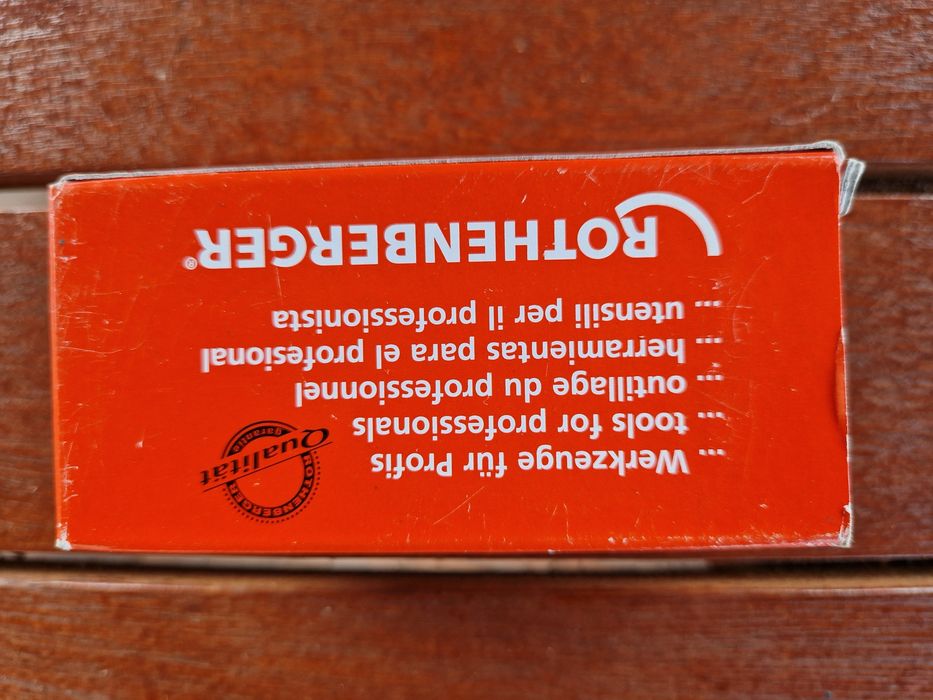 ... Werkzeuge für Profis
... tools for professionals
... outillage du professionnel
... herramientas para el profesional
... utensili per il professionista
ROTHENBERGER®
ROTHENBERGER
Qualität
garantie